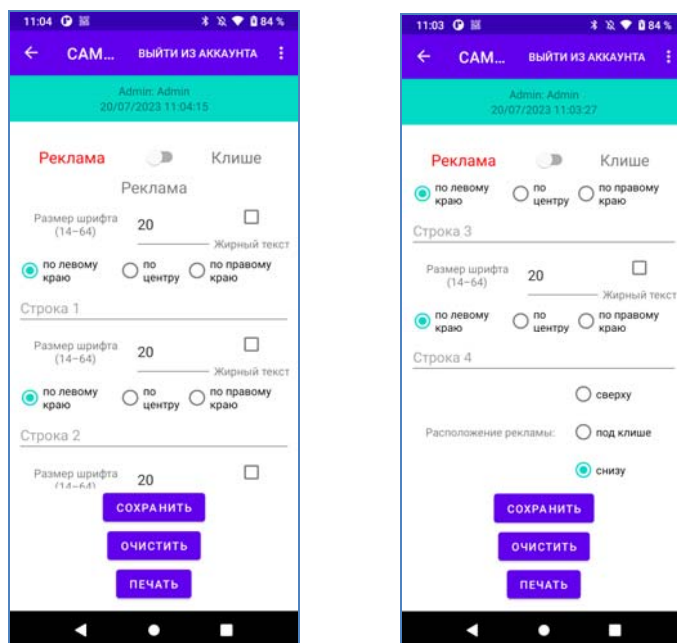 11:04 84 %
САМ... ВЫЙТИ ИЗ АККАУНТА
Admin: Admin
20/07/2023 11:04:15
Реклама Клише
Реклама
Размер шрифта
(14–64) 20
Жирный текст
по левому краю по центру по правому краю
Строка 1
Размер шрифта
(14–64) 20
Жирный текст
по левому краю по центру по правому краю
Строка 2
Размер шрифта
(14–64) 20
СОХРАНИТЬ
ОЧИСТИТЬ
ПЕЧАТЬ
11:03 84 %
САМ... ВЫЙТИ ИЗ АККАУНТА
Admin: Admin
20/07/2023 11:03:27
Реклама Клише
по левому краю по центру по правому краю
Строка 3
Размер шрифта
(14–64) 20
Жирный текст
по левому краю по центру по правому краю
Строка 4
сверху
Расположение рекламы: под клише
снизу
СОХРАНИТЬ
ОЧИСТИТЬ
ПЕЧАТЬ